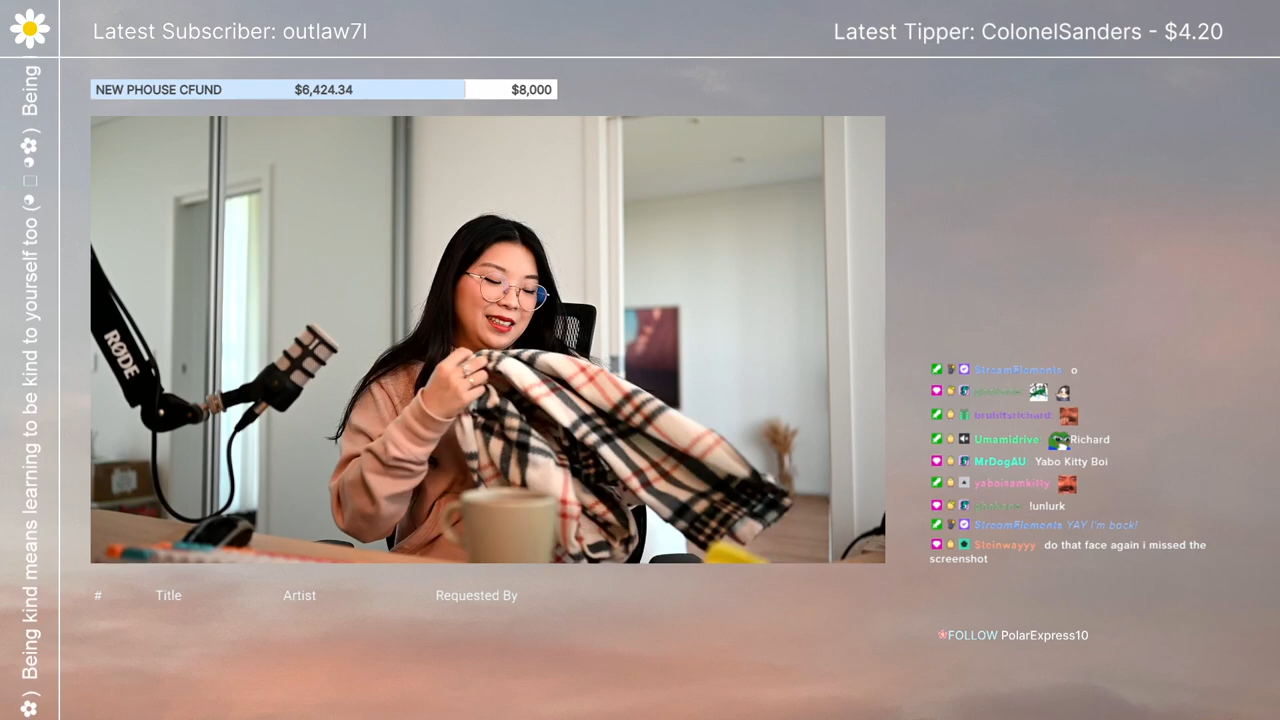 Latest Subscriber: outlaw7l
Latest Tipper: ColonelSanders - $4.20
Being kind means learning to be kind to yourself too
Being
NEW PHOUSE CFUND $6,424.34 $8,000
RØDE
StreamElements: o
Umamidrive: Richard
MrDogAU: Yabo Kitty Boi
yaboisamkitty
!unlurk
StreamElements YAY I'm back!
Steinwayyy do that face again i missed the
screenshot
# Title Artist Requested By
FOLLOW PolarExpress10